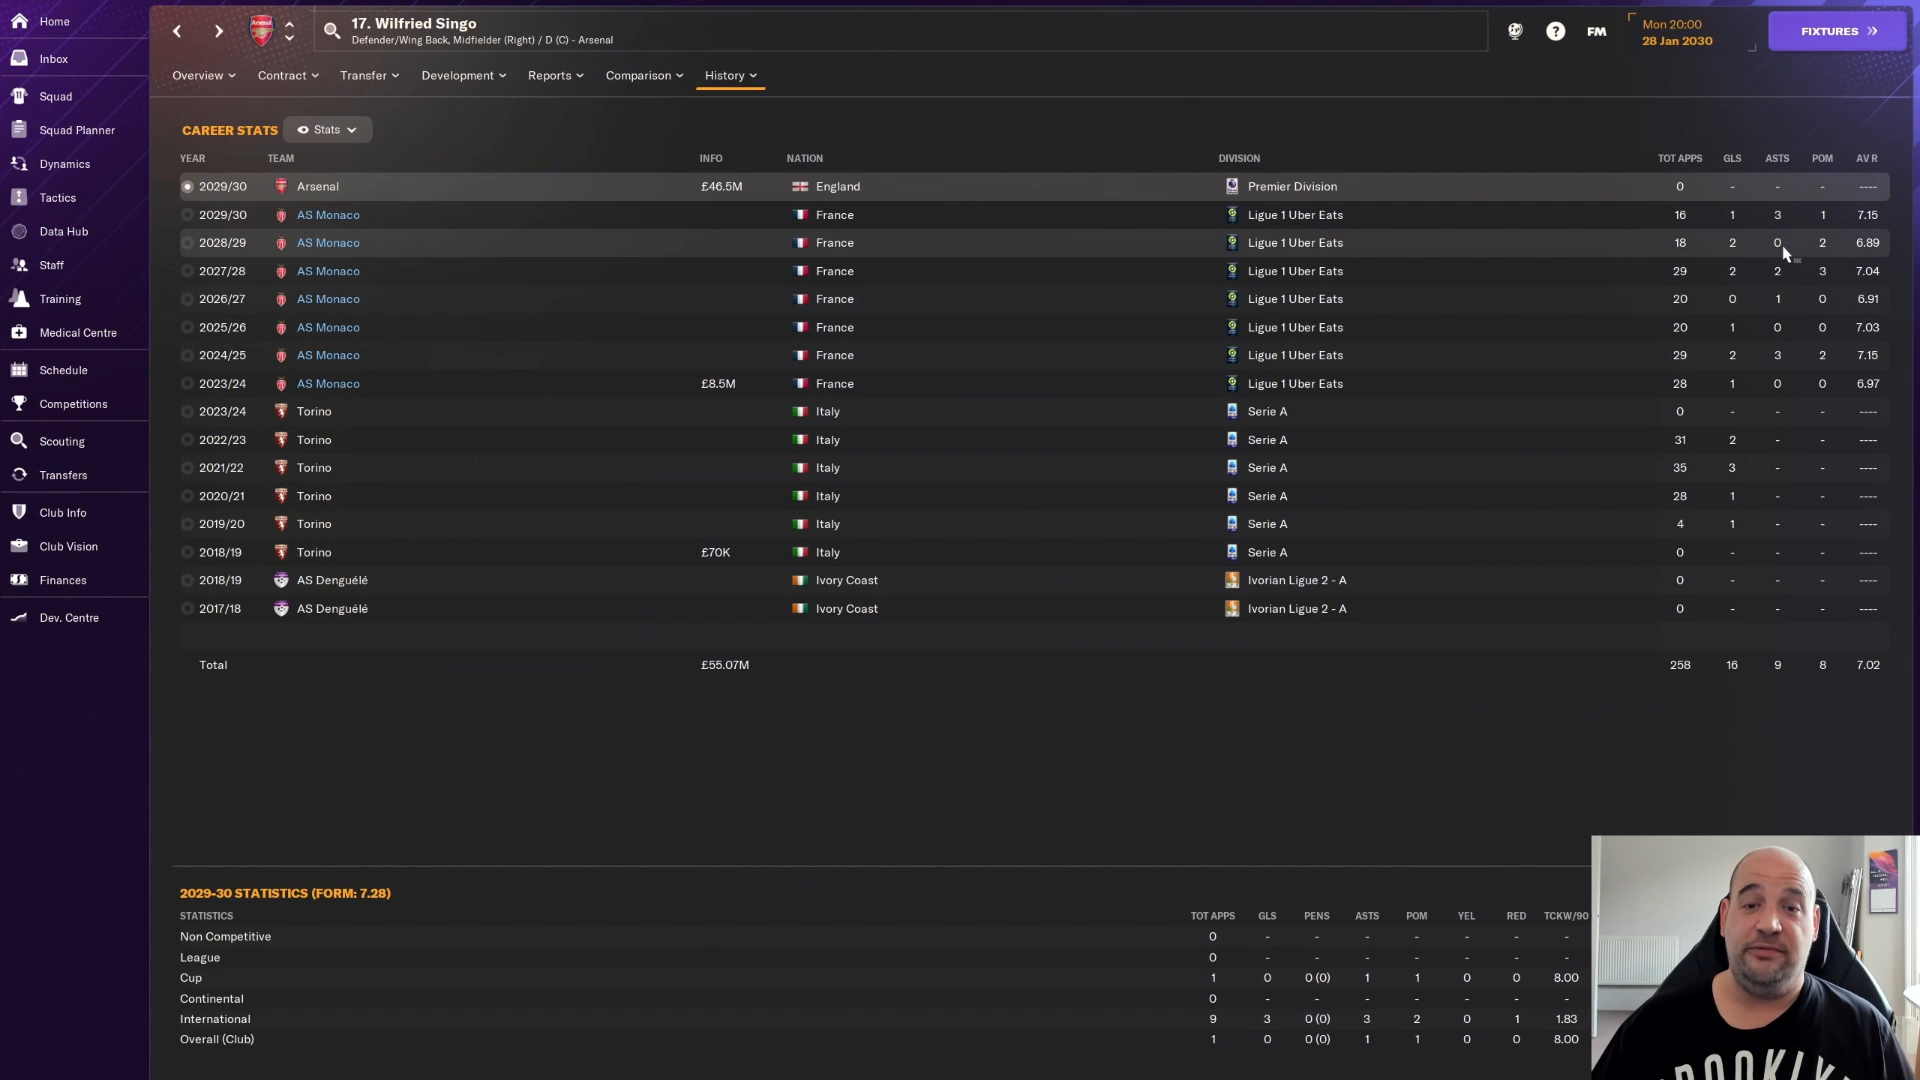 Home
Inbox
Squad
Squad Planner
Dynamics
Tactics
Data Hub
Staff
Training
Medical Centre
Schedule
Competitions
Scouting
Transfers
Club Info
Club Vision
Finances
Dev. Centre
17. Wilfried Singo
Defender/Wing Back, Midfielder (Right) / D (C) - Arsenal
? FM
Mon 20:00
28 Jan 2030
FIXTURES
Overview Contract Transfer Development Reports Comparison History
CAREER STATS Stats
YEAR TEAM INFO NATION DIVISION TOT APPS GLS ASTS POM AV R
2029/30 Arsenal £46.5M England Premier Division 0 - - - ----
2029/30 AS Monaco France Ligue 1 Uber Eats 16 1 3 1 7.15
2028/29 AS Monaco France Ligue 1 Uber Eats 18 2 0 2 6.89
2027/28 AS Monaco France Ligue 1 Uber Eats 29 2 2 3 7.04
2026/27 AS Monaco France Ligue 1 Uber Eats 20 0 1 0 6.91
2025/26 AS Monaco France Ligue 1 Uber Eats 20 1 0 0 7.03
2024/25 AS Monaco France Ligue 1 Uber Eats 29 2 3 2 7.15
2023/24 AS Monaco £8.5M France Ligue 1 Uber Eats 28 1 0 0 6.97
2023/24 Torino Italy Serie A 0 - - - ----
2022/23 Torino Italy Serie A 31 2 - - ----
2021/22 Torino Italy Serie A 35 3 - - ----
2020/21 Torino Italy Serie A 28 1 - - ----
2019/20 Torino Italy Serie A 4 1 - - ----
2018/19 Torino £70K Italy Serie A 0 - - - ----
2018/19 AS Denguélé Ivory Coast Ivorian Ligue 2 - A 0 - - - ----
2017/18 AS Denguélé Ivory Coast Ivorian Ligue 2 - A 0 - - - ----
Total £55.07M 258 16 9 8 7.02
2029-30 STATISTICS (FORM: 7.28)
STATISTICS TOT APPS GLS PENS ASTS POM YEL RED TCKW/90
Non Competitive 0 - - - - - - -
League 0 - - - - - - -
Cup 1 0 0 (0) 1 1 0 0 8.00
Continental 0 - - - - - - -
International 9 3 0 (0) 3 2 0 1 1.83
Overall (Club) 1 0 0 (0) 1 1 0 0 8.00